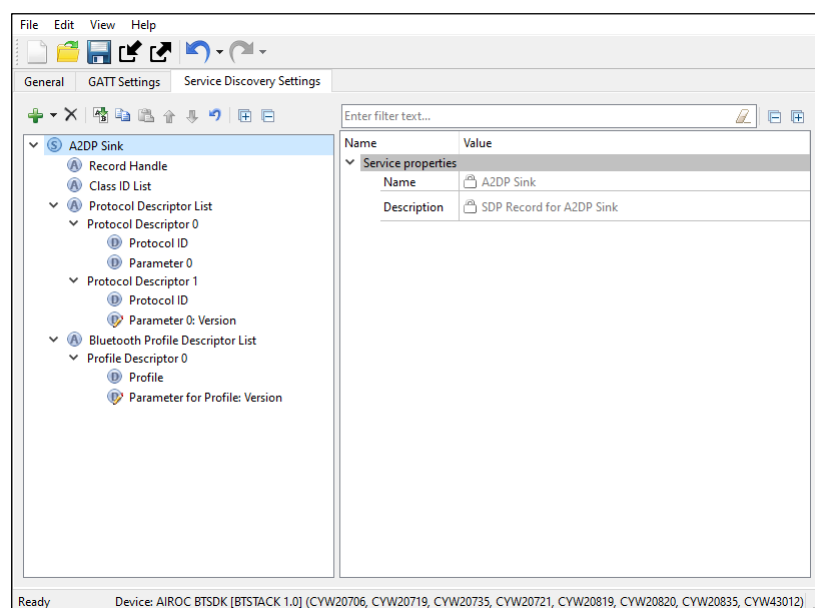 File Edit View Help
General GATT Settings Service Discovery Settings
Enter filter text...
S A2DP Sink
A Record Handle
A Class ID List
A Protocol Descriptor List
Protocol Descriptor 0
D Protocol ID
D Parameter 0
Protocol Descriptor 1
D Protocol ID
D Parameter 0: Version
A Bluetooth Profile Descriptor List
Profile Descriptor 0
D Profile
D Parameter for Profile: Version
Name Value
Service properties
Name A2DP Sink
Description SDP Record for A2DP Sink
Ready Device: AIROC BTSDK [BTSTACK 1.0] (CYW20706, CYW20719, CYW20735, CYW20721, CYW20819, CYW20820, CYW20835, CYW43012)